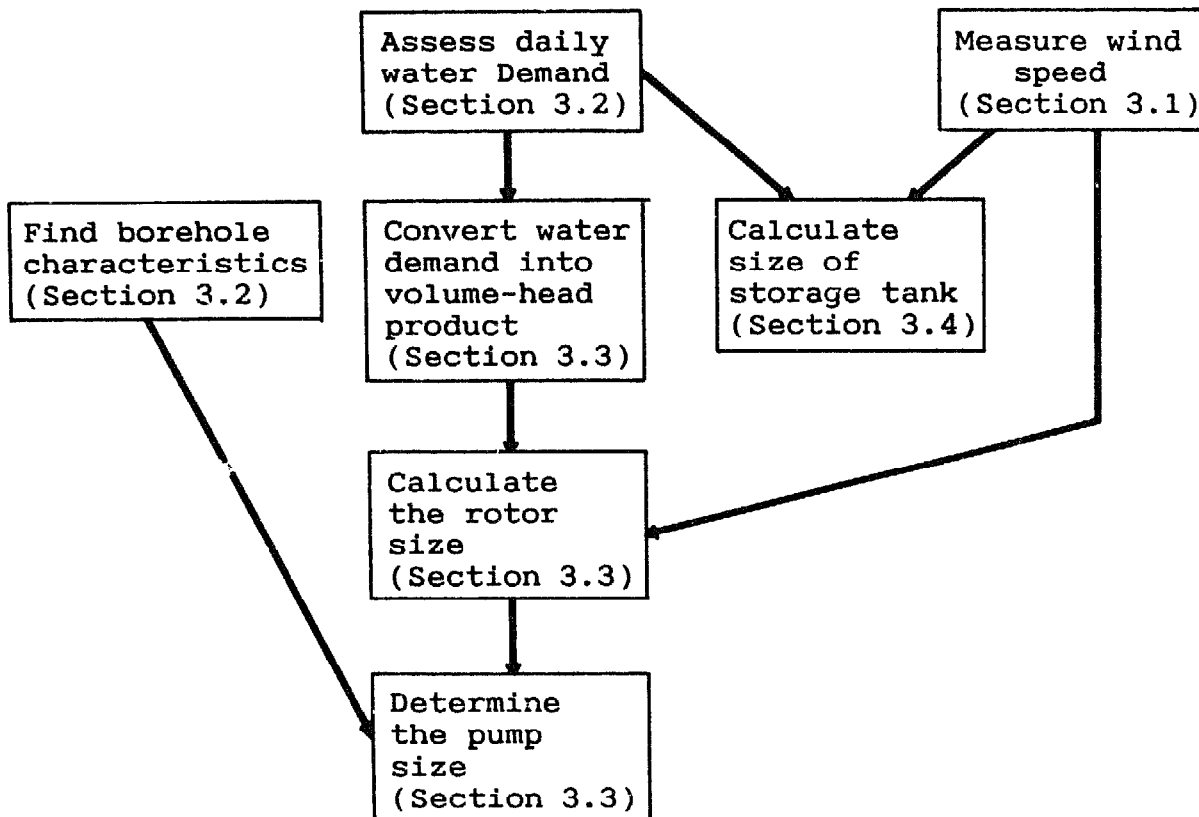 Assess daily
water Demand
(Section 3.2)
Measure wind
speed
(Section 3.1)
Find borehole
characteristics
(Section 3.2)
Convert water
demand into
volume-head
product
(Section 3.3)
Calculate
size of
storage tank
(Section 3.4)
Calculate
the rotor
size
(Section 3.3)
Determine
the pump
size
(Section 3.3)